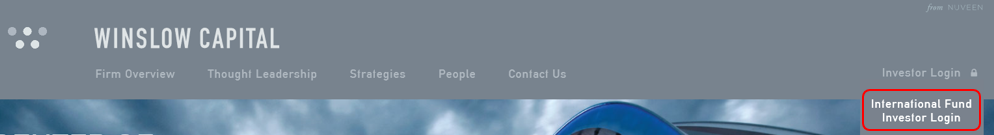 from NUVEEN
WINSLOW CAPITAL
Firm Overview Thought Leadership Strategies People Contact Us
Investor Login
International Fund
Investor Login